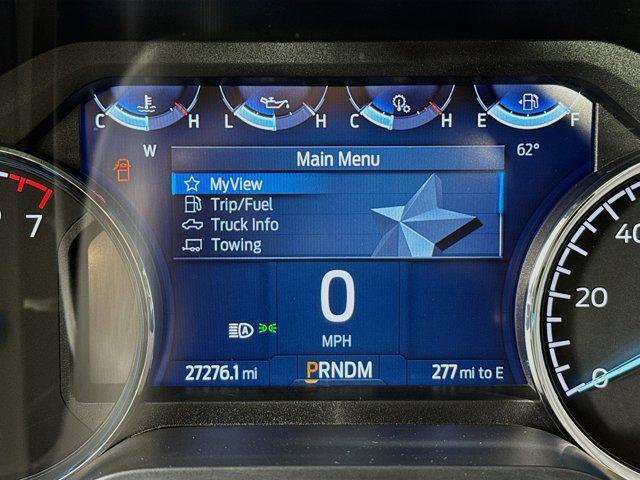 C H L H C H E F
W 62°
Main Menu
MyView
Trip/Fuel
Truck Info
Towing
7
40
20
0
0
MPH
A
27276.1 mi
PRNDM
277 mi to E